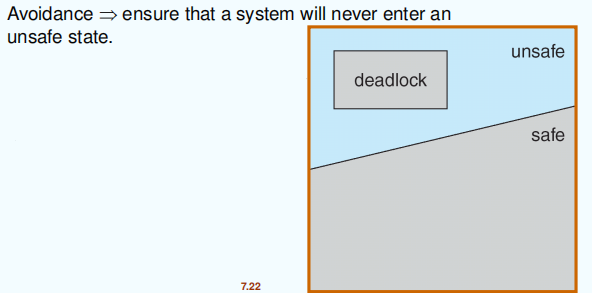 Avoidance ⇒ ensure that a system will never enter an
unsafe state.
unsafe
deadlock
safe
7.22